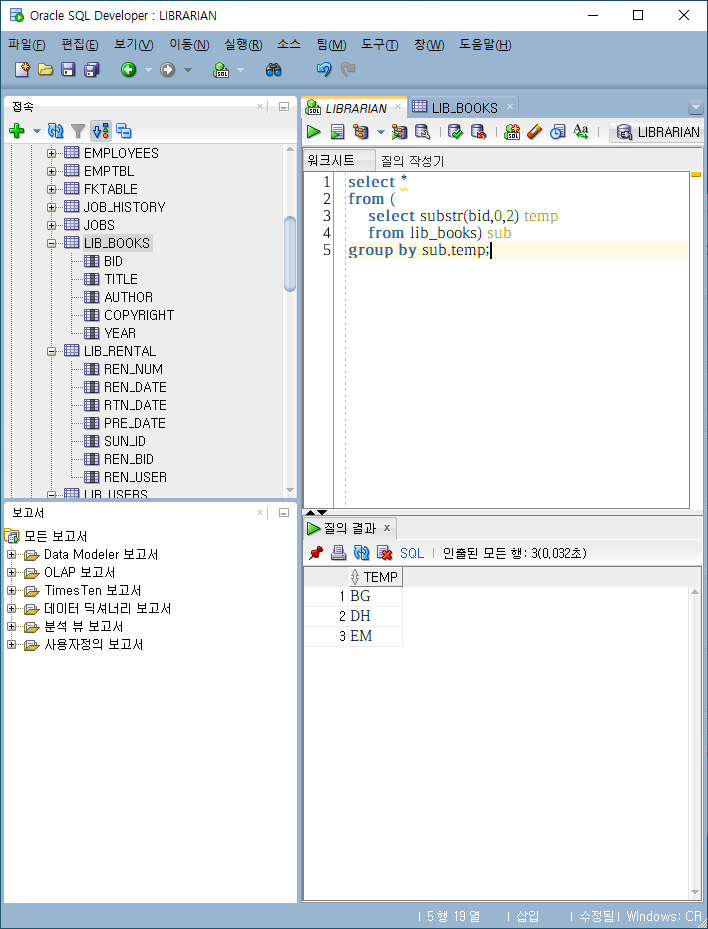 Oracle SQL Developer : LIBRARIAN
파일(F) 편집(E) 보기(V) 이동(N) 실행(R) 소스 팀(M) 도구(T) 창(W) 도움말(H)
접속
EMPLOYEES
EMPTBL
FKTABLE
JOB_HISTORY
JOBS
LIB_BOOKS
BID
TITLE
AUTHOR
COPYRIGHT
YEAR
LIB_RENTAL
REN_NUM
REN_DATE
RTN_DATE
PRE_DATE
SUN_ID
REN_BID
REN_USER
LIB_USERS
보고서
모든 보고서
Data Modeler 보고서
OLAP 보고서
TimesTen 보고서
데이터 딕셔너리 보고서
분석 뷰 보고서
사용자정의 보고서
LIBRARIAN LIB_BOOKS
SQL LIBRARIAN
워크시트 질의 작성기
1 select *
2 from (
3 select substr(bid,0,2) temp
4 from lib_books) sub
5 group by sub.temp;
질의 결과 x
SQL | 인출된 모든 행: 3(0,032초)
TEMP
1 BG
2 DH
3 EM
| 5 행 19 열 | 삽입 | 수정됨 | Windows: CR